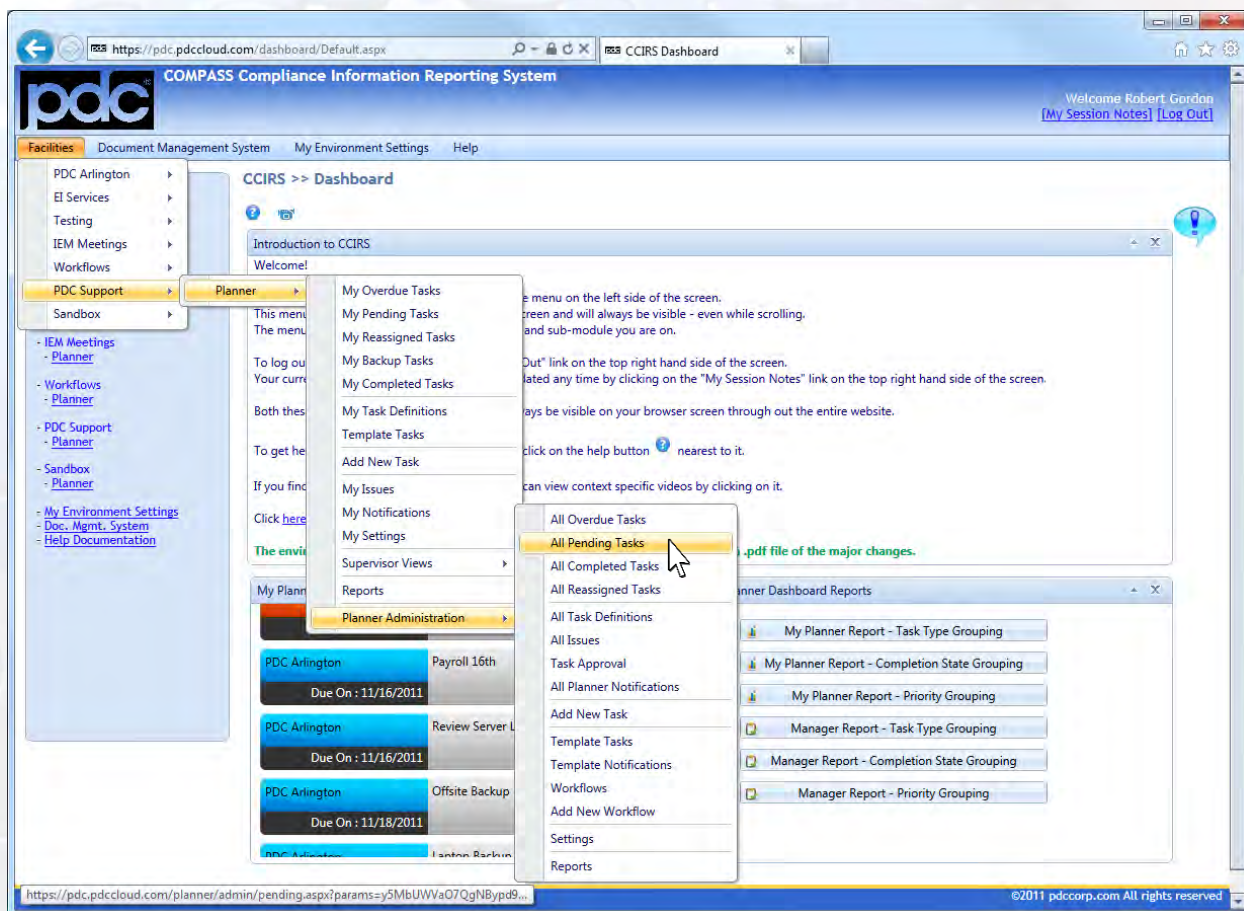 https://pdc.pdccloud.com/dashboard/Default.aspx
CCIRS Dashboard
pdc
COMPASS Compliance Information Reporting System
Welcome Robert Gordon
[My Session Notes] [Log Out]
Facilities Document Management System My Environment Settings Help
PDC Arlington
EI Services
Testing
IEM Meetings
Workflows
PDC Support
Sandbox
- IEM Meetings
- Planner
- Workflows
- Planner
- PDC Support
- Planner
- Sandbox
- Planner
- My Environment Settings
- Doc. Mgmt. System
- Help Documentation
Planner
My Overdue Tasks
My Pending Tasks
My Reassigned Tasks
My Backup Tasks
My Completed Tasks
My Task Definitions
Template Tasks
Add New Task
My Issues
My Notifications
My Settings
Supervisor Views
Reports
Planner Administration
All Overdue Tasks
All Pending Tasks
All Completed Tasks
All Reassigned Tasks
All Task Definitions
All Issues
Task Approval
All Planner Notifications
Add New Task
Template Tasks
Template Notifications
Workflows
Add New Workflow
Settings
Reports
CCIRS >> Dashboard
Introduction to CCIRS
Welcome!
e menu on the left side of the screen.
This menu creen and will always be visible - even while scrolling.
The menu and sub-module you are on.
To log ou Out" link on the top right hand side of the screen.
Your curre dated any time by clicking on the "My Session Notes" link on the top right hand side of the screen.
Both thes ays be visible on your browser screen through out the entire website.
To get he click on the help button nearest to it.
If you find can view context specific videos by clicking on it.
Click here
The envi .pdf file of the major changes.
My Plann
PDC Arlington Payroll 16th
Due On : 11/16/2011
PDC Arlington Review Server L
Due On : 11/16/2011
PDC Arlington Offsite Backup
Due On : 11/18/2011
PDC Arlington Laptop Backup
anner Dashboard Reports
My Planner Report - Task Type Grouping
My Planner Report - Completion State Grouping
My Planner Report - Priority Grouping
Manager Report - Task Type Grouping
Manager Report - Completion State Grouping
Manager Report - Priority Grouping
https://pdc.pdccloud.com/planner/admin/pending.aspx?params=y5MbUWVaO7QgNBypd9...
©2011 pdccorp.com All rights reserved